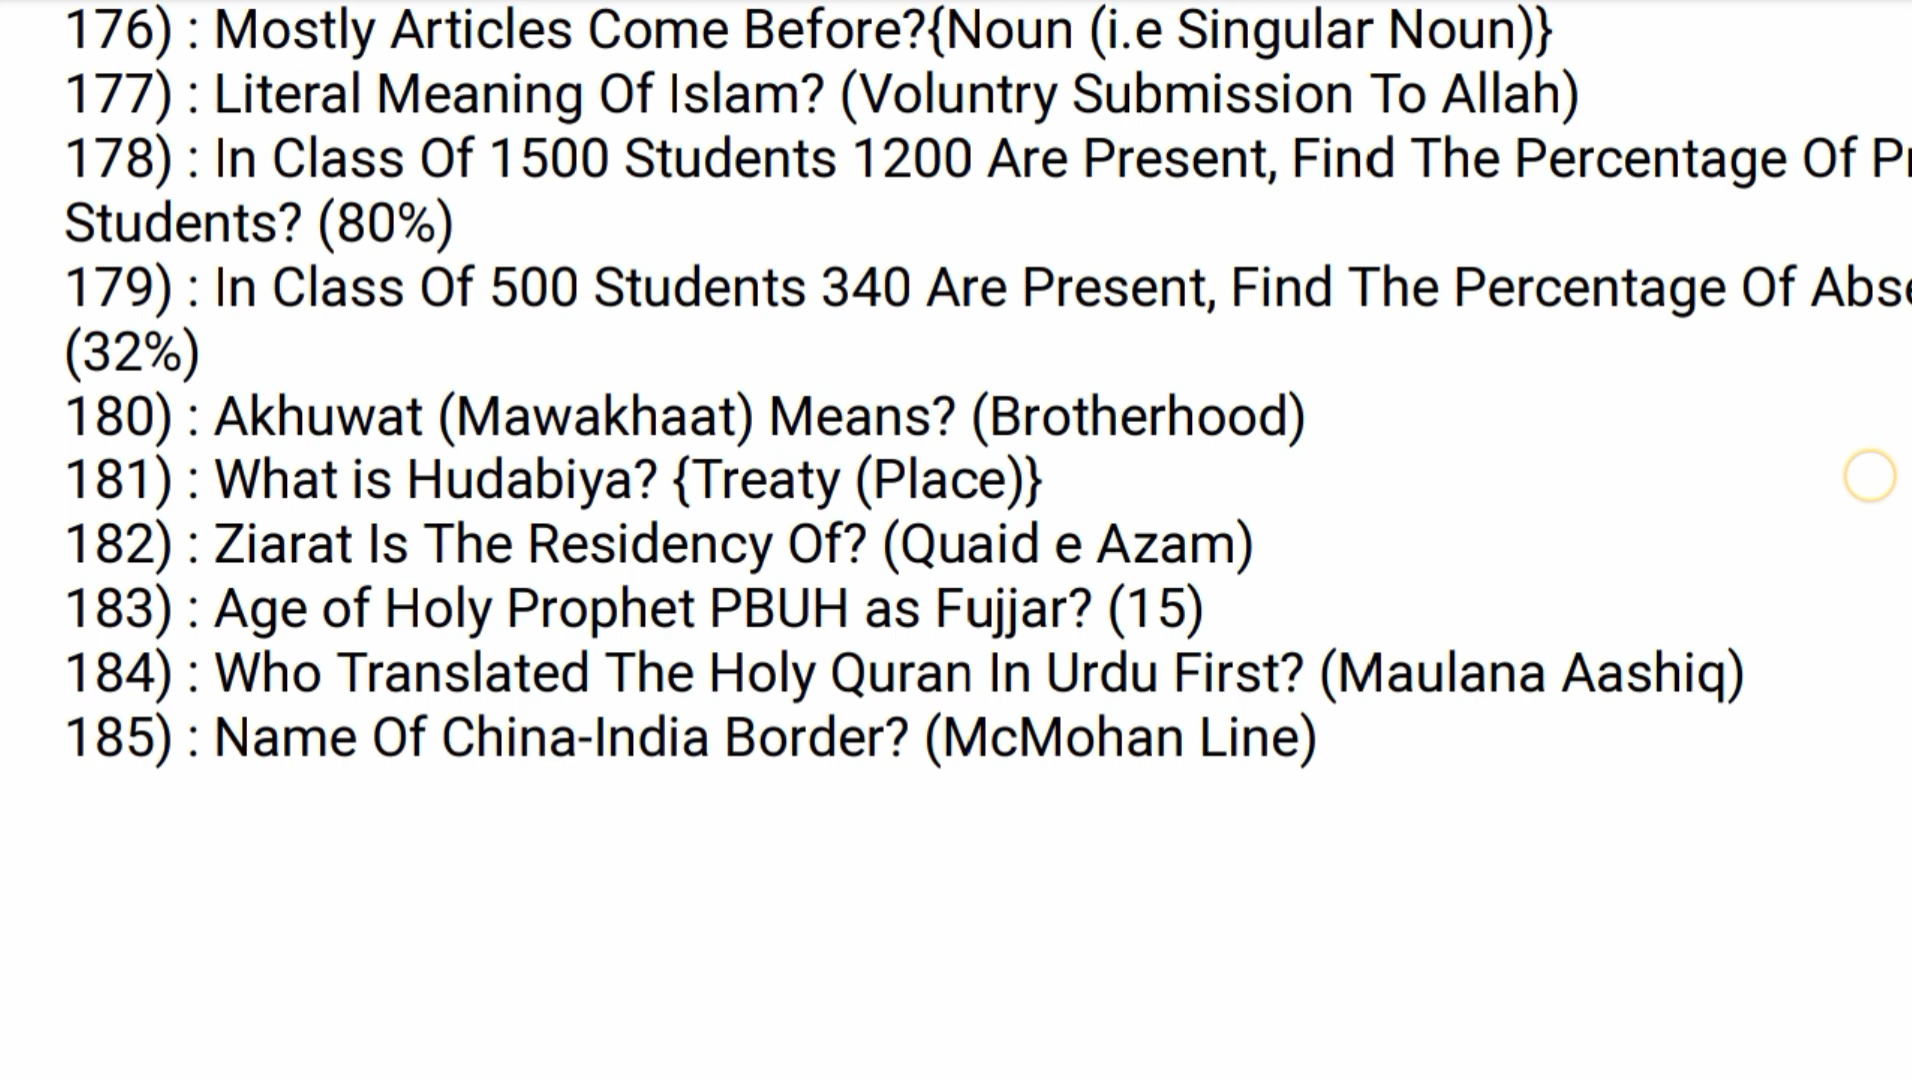 176) : Mostly Articles Come Before?{Noun (i.e Singular Noun)}
177) : Literal Meaning Of Islam? (Voluntry Submission To Allah)
178) : In Class Of 1500 Students 1200 Are Present, Find The Percentage Of
Students? (80%)
179) : In Class Of 500 Students 340 Are Present, Find The Percentage Of
(32%)
180) : Akhuwat (Mawakhaat) Means? (Brotherhood)
181) : What is Hudabiya? {Treaty (Place)}
182) : Ziarat Is The Residency Of? (Quaid e Azam)
183) : Age of Holy Prophet PBUH as Fujjar? (15)
184) : Who Translated The Holy Quran In Urdu First? (Maulana Aashiq)
185) : Name Of China-India Border? (McMohan Line)